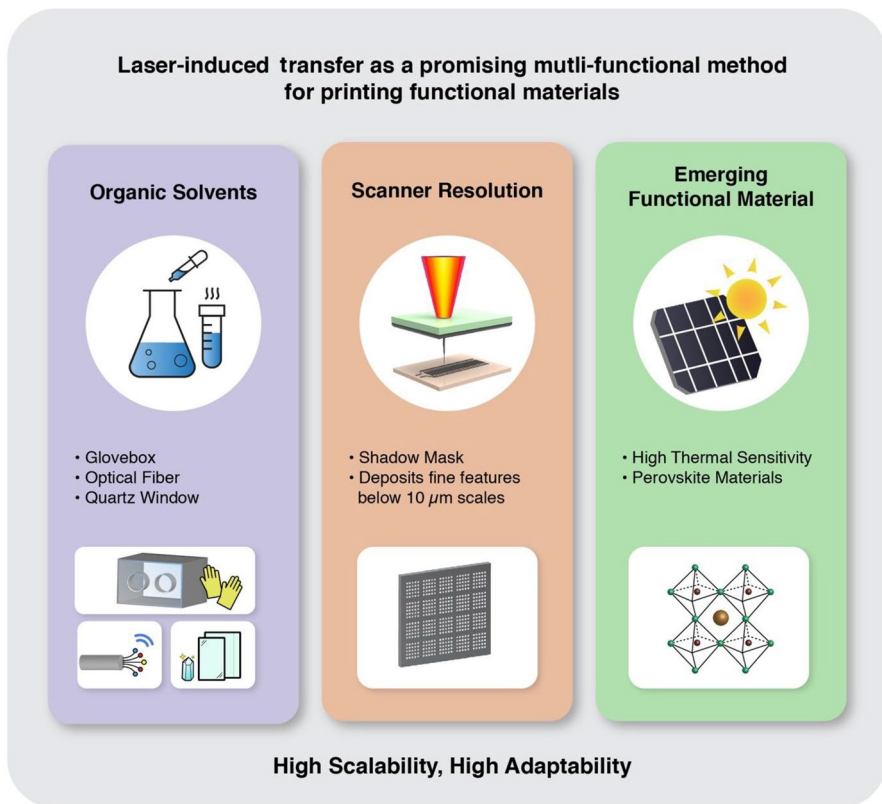 Laser-induced transfer as a promising mutli-functional method
for printing functional materials
Organic Solvents
• Glovebox
• Optical Fiber
• Quartz Window
Scanner Resolution
• Shadow Mask
• Deposits fine features
below 10 µm scales
Emerging
Functional Material
• High Thermal Sensitivity
• Perovskite Materials
High Scalability, High Adaptability